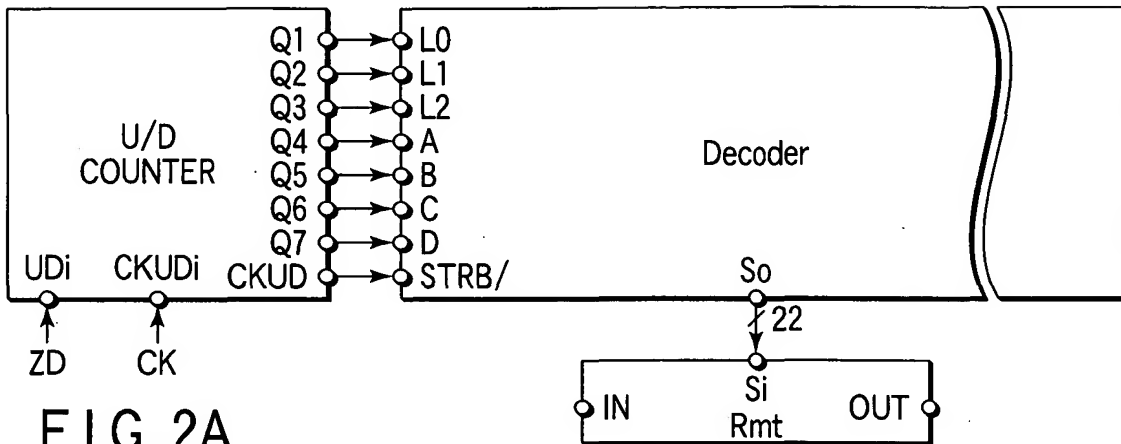 Q1 L0
Q2 L1
Q3 L2
U/D
COUNTER
Q4 A
Decoder
Q5 B
Q6 C
Q7 D
UDi CKUDi CKUD STRB/
So
22
ZD CK
Si
IN Rmt OUT
FIG. 2A